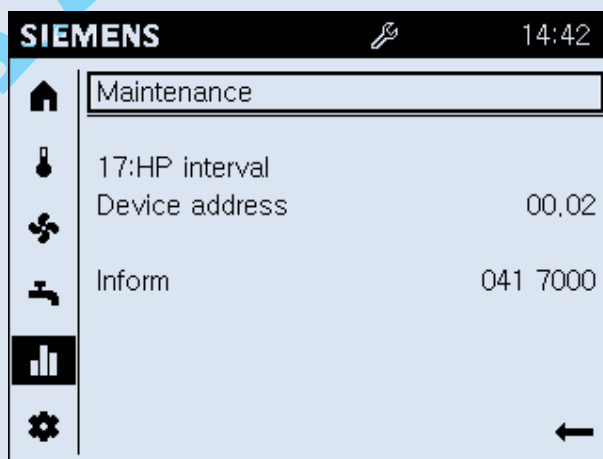 SIEMENS 14:42
Maintenance
17:HP interval
Device address 00,02
Inform 041 7000